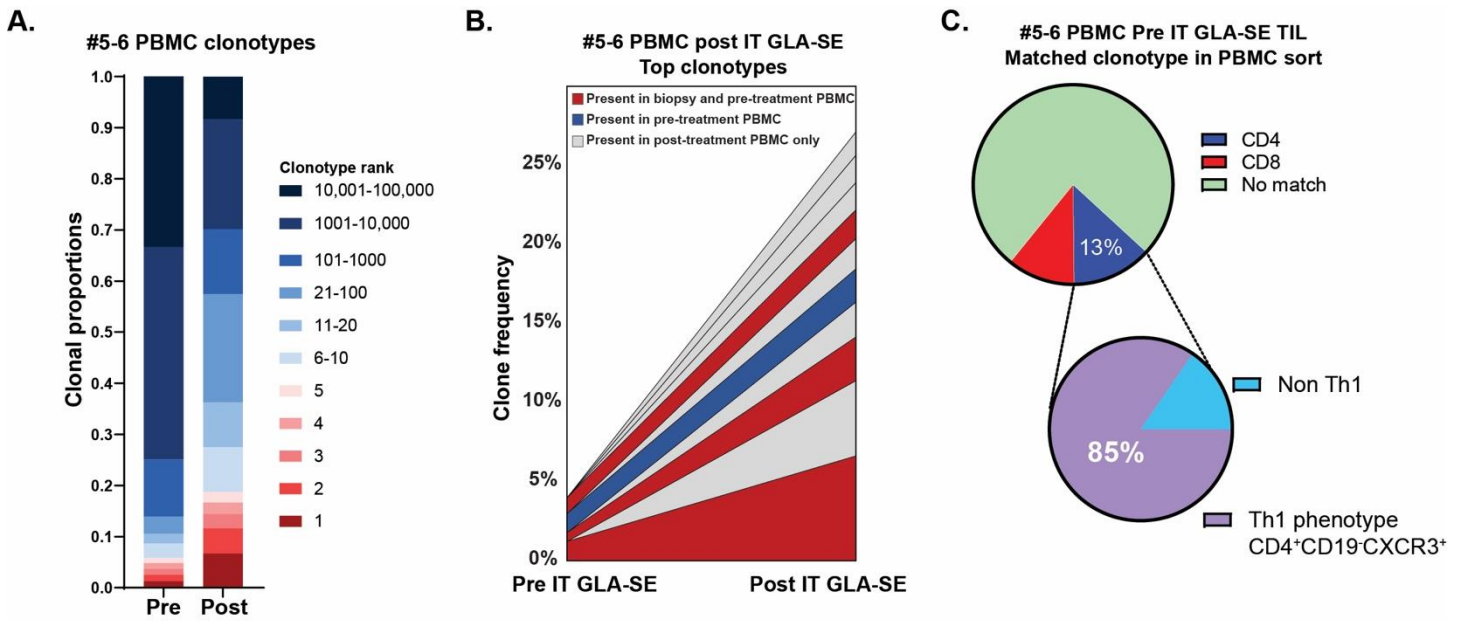 A.
#5-6 PBMC clonotypes
Clonal proportions
1.0
0.9
0.8
0.7
0.6
0.5
0.4
0.3
0.2
0.1
0.0
Pre
Post
Clonotype rank
10,001-100,000
1001-10,000
101-1000
21-100
11-20
6-10
5
4
3
2
1
B.
#5-6 PBMC post IT GLA-SE
Top clonotypes
Present in biopsy and pre-treatment PBMC
Present in pre-treatment PBMC
Present in post-treatment PBMC only
Clone frequency
25%
20%
15%
10%
5%
0%
Pre IT GLA-SE
Post IT GLA-SE
C.
#5-6 PBMC Pre IT GLA-SE TIL
Matched clonotype in PBMC sort
CD4
CD8
No match
13%
Non Th1
85%
Th1 phenotype
CD4⁺CD19⁻CXCR3⁺